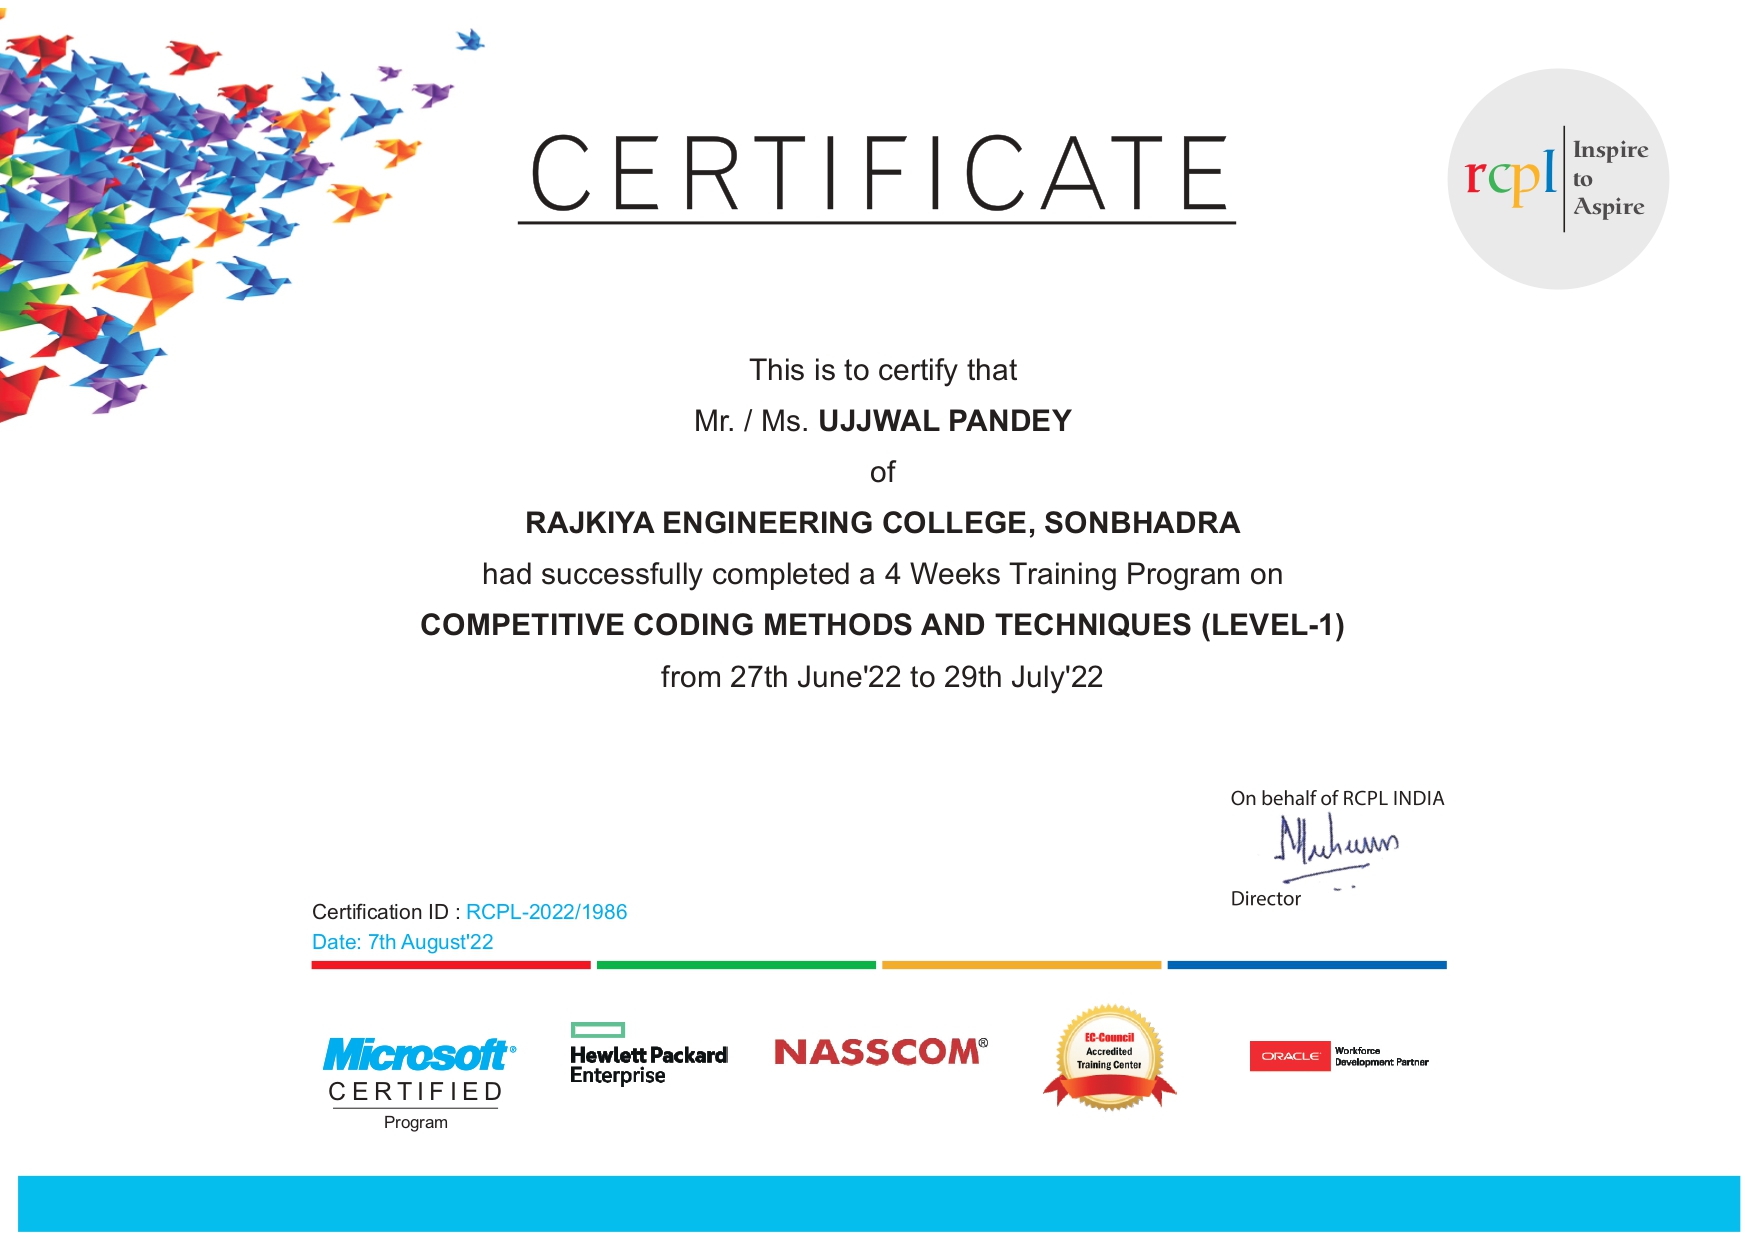 CERTIFICATE
rcpl
Inspire
to
Aspire
This is to certify that
Mr. / Ms. UJJWAL PANDEY
of
RAJKIYA ENGINEERING COLLEGE, SONBHADRA
had successfully completed a 4 Weeks Training Program on
COMPETITIVE CODING METHODS AND TECHNIQUES (LEVEL-1)
from 27th June'22 to 29th July'22
On behalf of RCPL INDIA
Director
Certification ID : RCPL-2022/1986
Date: 7th August'22
Microsoft®
CERTIFIED
Program
Hewlett Packard
Enterprise
NASSCOM®
EC-Council
Accredited
Training Center
ORACLE
Workforce
Development Partner